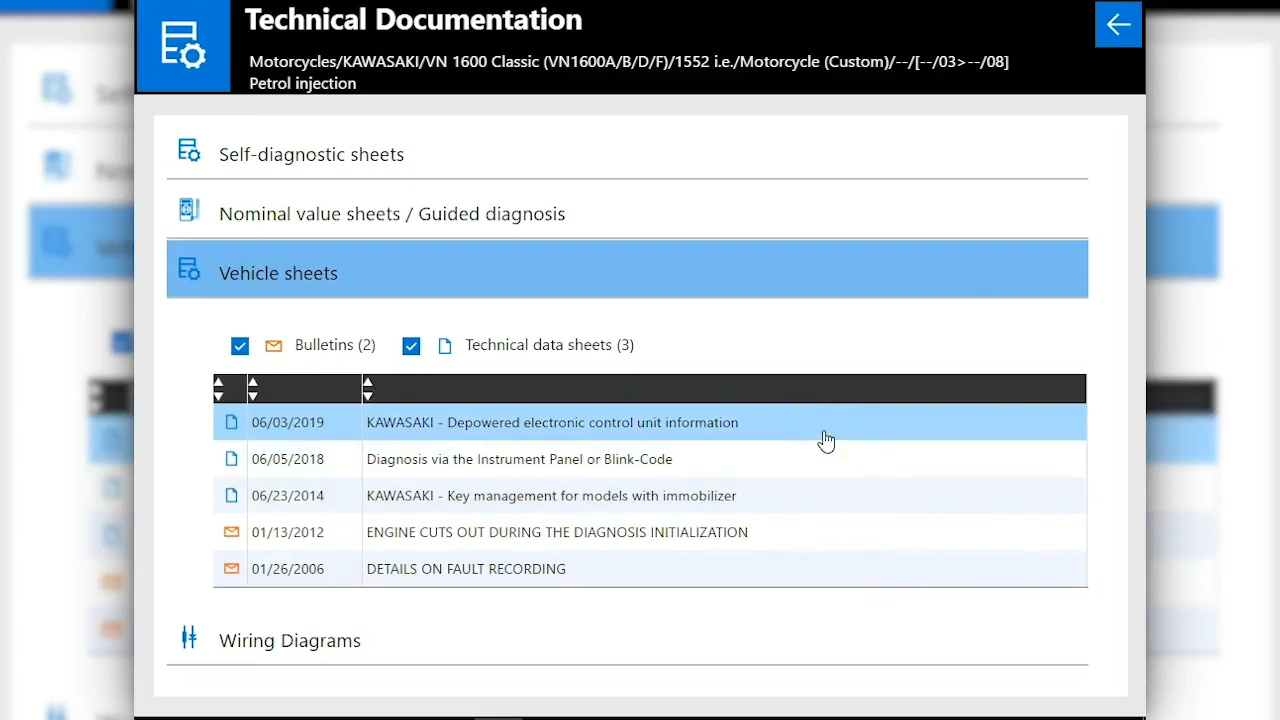 Technical Documentation
Motorcycles/KAWASAKI/VN 1600 Classic (VN1600A/B/D/F)/1552 i.e./Motorcycle (Custom)/--/[--/03>--/08]
Petrol injection
Self-diagnostic sheets
Nominal value sheets / Guided diagnosis
Vehicle sheets
Bulletins (2) Technical data sheets (3)
06/03/2019 KAWASAKI - Depowered electronic control unit information
06/05/2018 Diagnosis via the Instrument Panel or Blink-Code
06/23/2014 KAWASAKI - Key management for models with immobilizer
01/13/2012 ENGINE CUTS OUT DURING THE DIAGNOSIS INITIALIZATION
01/26/2006 DETAILS ON FAULT RECORDING
Wiring Diagrams